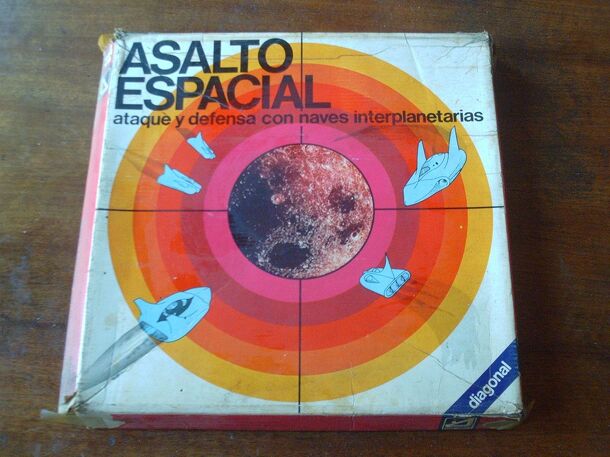 ASALTO
ESPACIAL
ataque y defensa con naves interplanetarias
diagonal